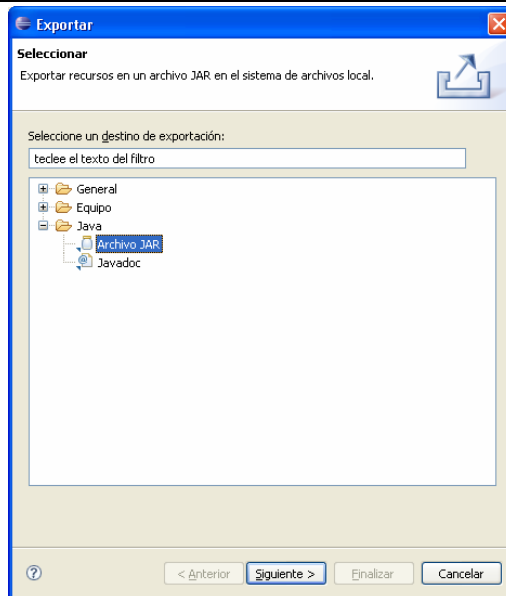 Exportar
Seleccionar
Exportar recursos en un archivo JAR en el sistema de archivos local.
Seleccione un destino de exportación:
teclee el texto del filtro
General
Equipo
Java
Archivo JAR
Javadoc
< Anterior Siguiente > Finalizar Cancelar